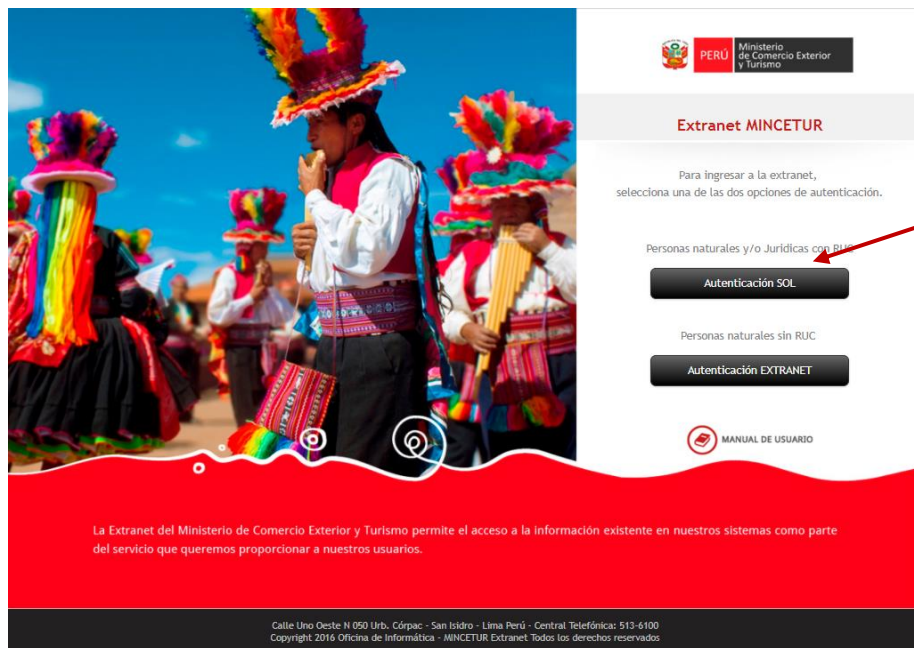 PERÚ
Ministerio
de Comercio Exterior
y Turismo
Extranet MINCETUR
Para ingresar a la extranet,
selecciona una de las dos opciones de autenticación.
Personas naturales y/o Juridicas con RUC
Autenticación SOL
Personas naturales sin RUC
Autenticación EXTRANET
MANUAL DE USUARIO
La Extranet del Ministerio de Comercio Exterior y Turismo permite el acceso a la información existente en nuestros sistemas como parte
del servicio que queremos proporcionar a nuestros usuarios.
Calle Uno Oeste N 050 Urb. Córpac - San Isidro - Lima Perú - Central Telefónica: 513-6100
Copyright 2016 Oficina de Informática - MINCETUR Extranet Todos los derechos reservados